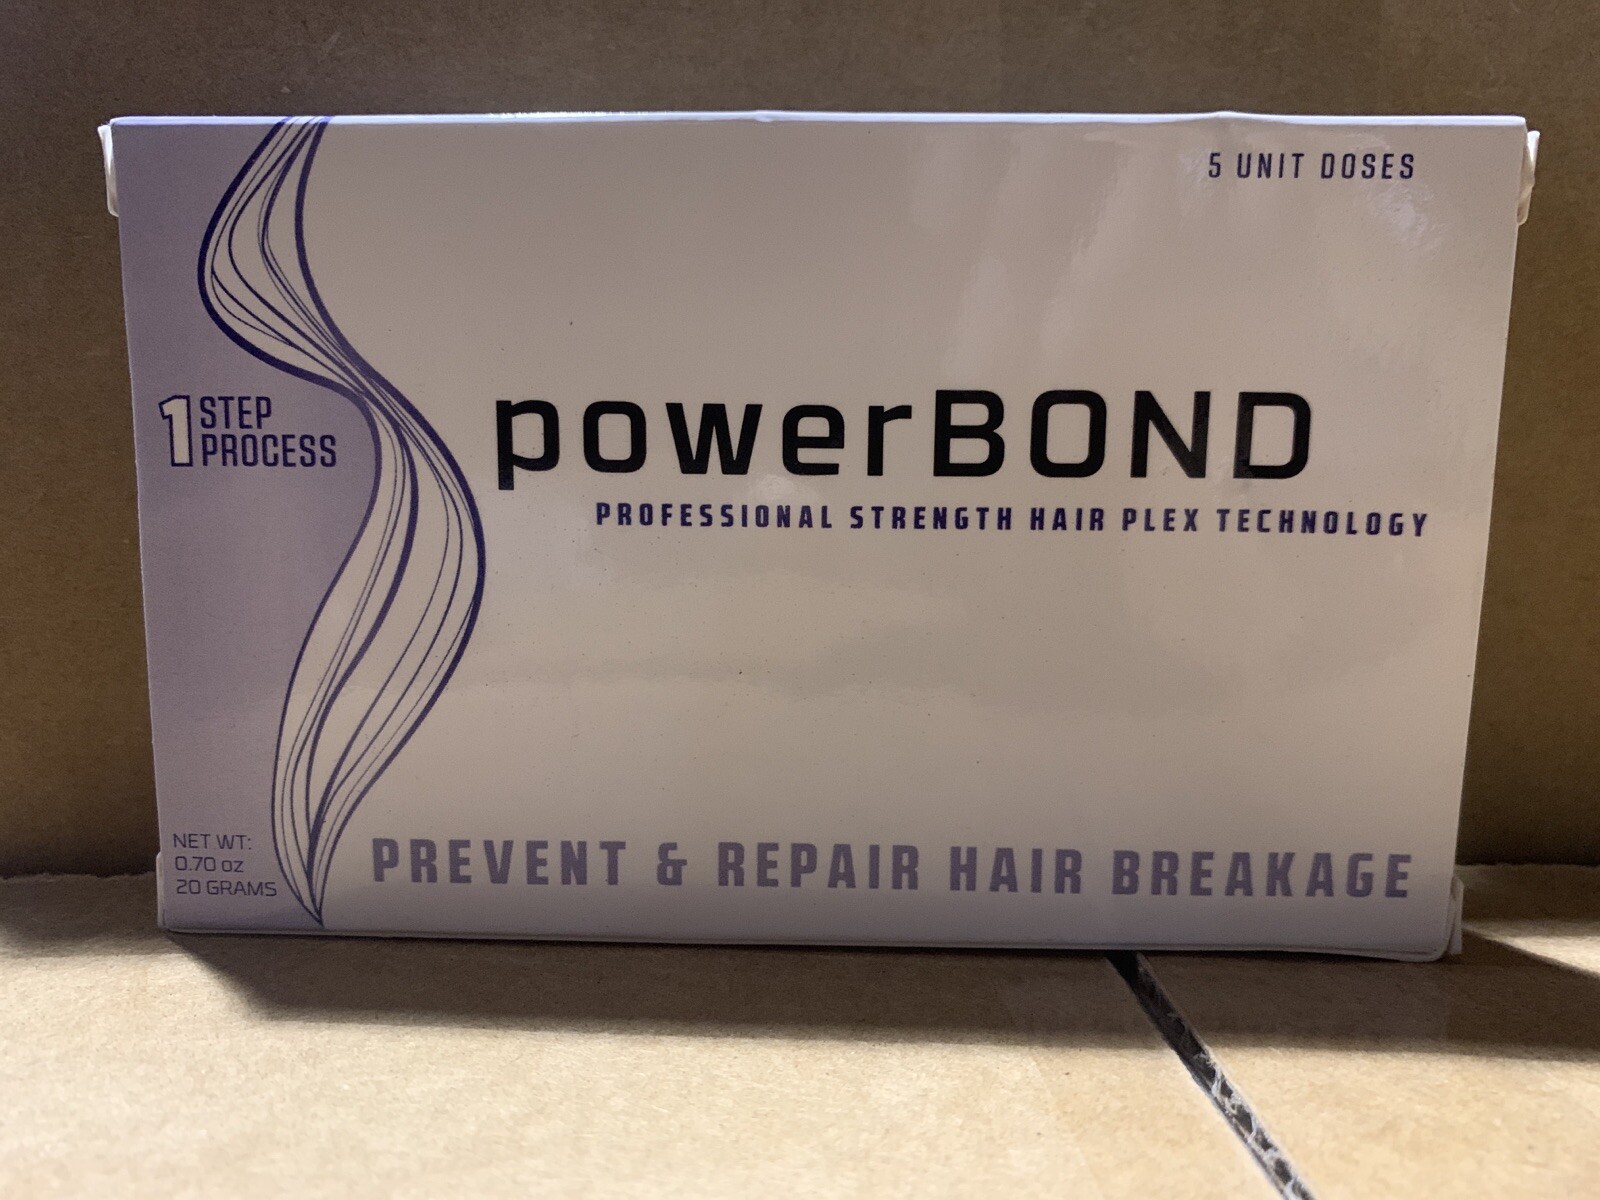 5 UNIT DOSES
1 STEP
PROCESS
powerBOND
PROFESSIONAL STRENGTH HAIR PLEX TECHNOLOGY
NET WT:
0.70 oz
20 GRAMS
PREVENT & REPAIR HAIR BREAKAGE